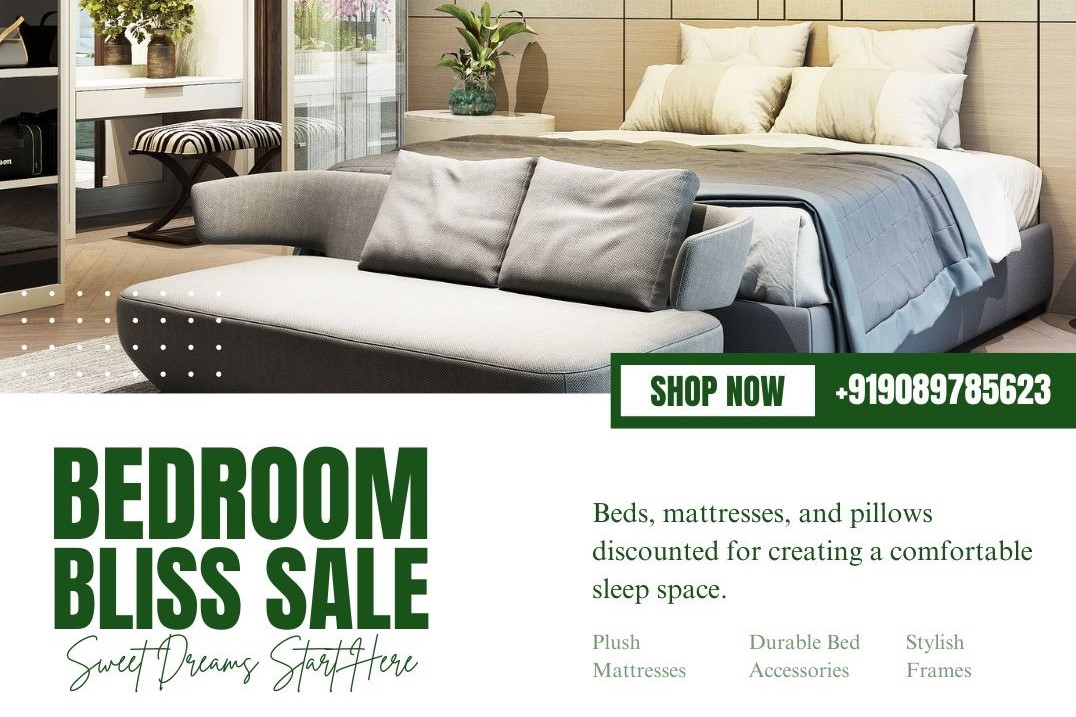 SHOP NOW
+919089785623
BEDROOM
BLISS SALE
Sweet Dreams Start Here
Beds, mattresses, and pillows
discounted for creating a comfortable
sleep space.
Plush
Mattresses
Durable Bed
Accessories
Stylish
Frames